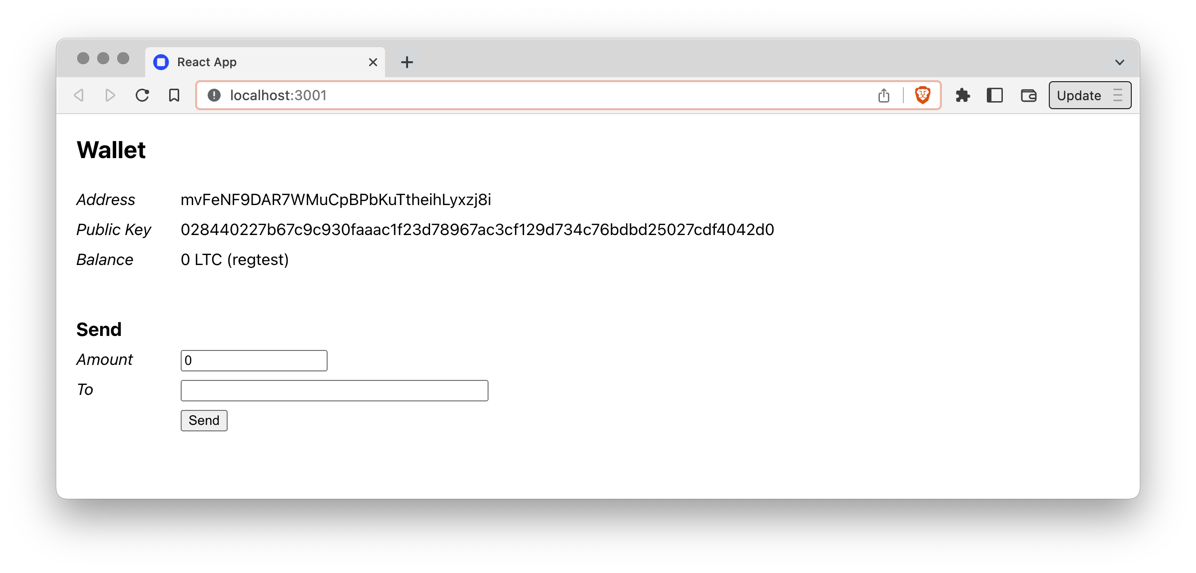 React App
localhost:3001
Update
Wallet
Address mvFeNF9DAR7WMuCpBPbKuTtheihLyxzj8i
Public Key 028440227b67c9c930faaac1f23d78967ac3cf129d734c76bdbd25027cdf4042d0
Balance 0 LTC (regtest)
Send
Amount 0
To
Send